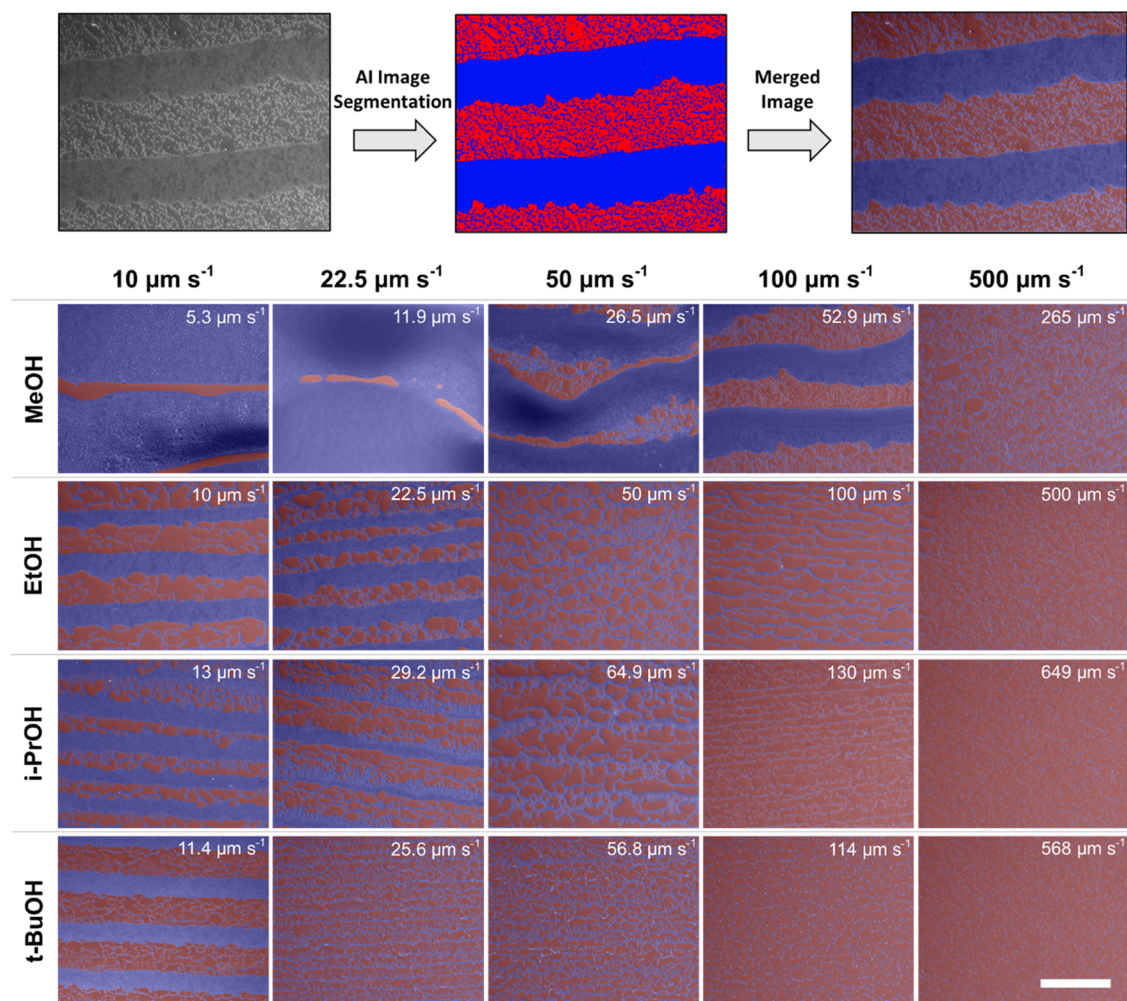 AI Image
Segmentation
Merged
Image
10 µm s⁻¹ 22.5 µm s⁻¹ 50 µm s⁻¹ 100 µm s⁻¹ 500 µm s⁻¹
MeOH
5.3 µm s⁻¹ 11.9 µm s⁻¹ 26.5 µm s⁻¹ 52.9 µm s⁻¹ 265 µm s⁻¹
EtOH
10 µm s⁻¹ 22.5 µm s⁻¹ 50 µm s⁻¹ 100 µm s⁻¹ 500 µm s⁻¹
i-PrOH
13 µm s⁻¹ 29.2 µm s⁻¹ 64.9 µm s⁻¹ 130 µm s⁻¹ 649 µm s⁻¹
t-BuOH
11.4 µm s⁻¹ 25.6 µm s⁻¹ 56.8 µm s⁻¹ 114 µm s⁻¹ 568 µm s⁻¹